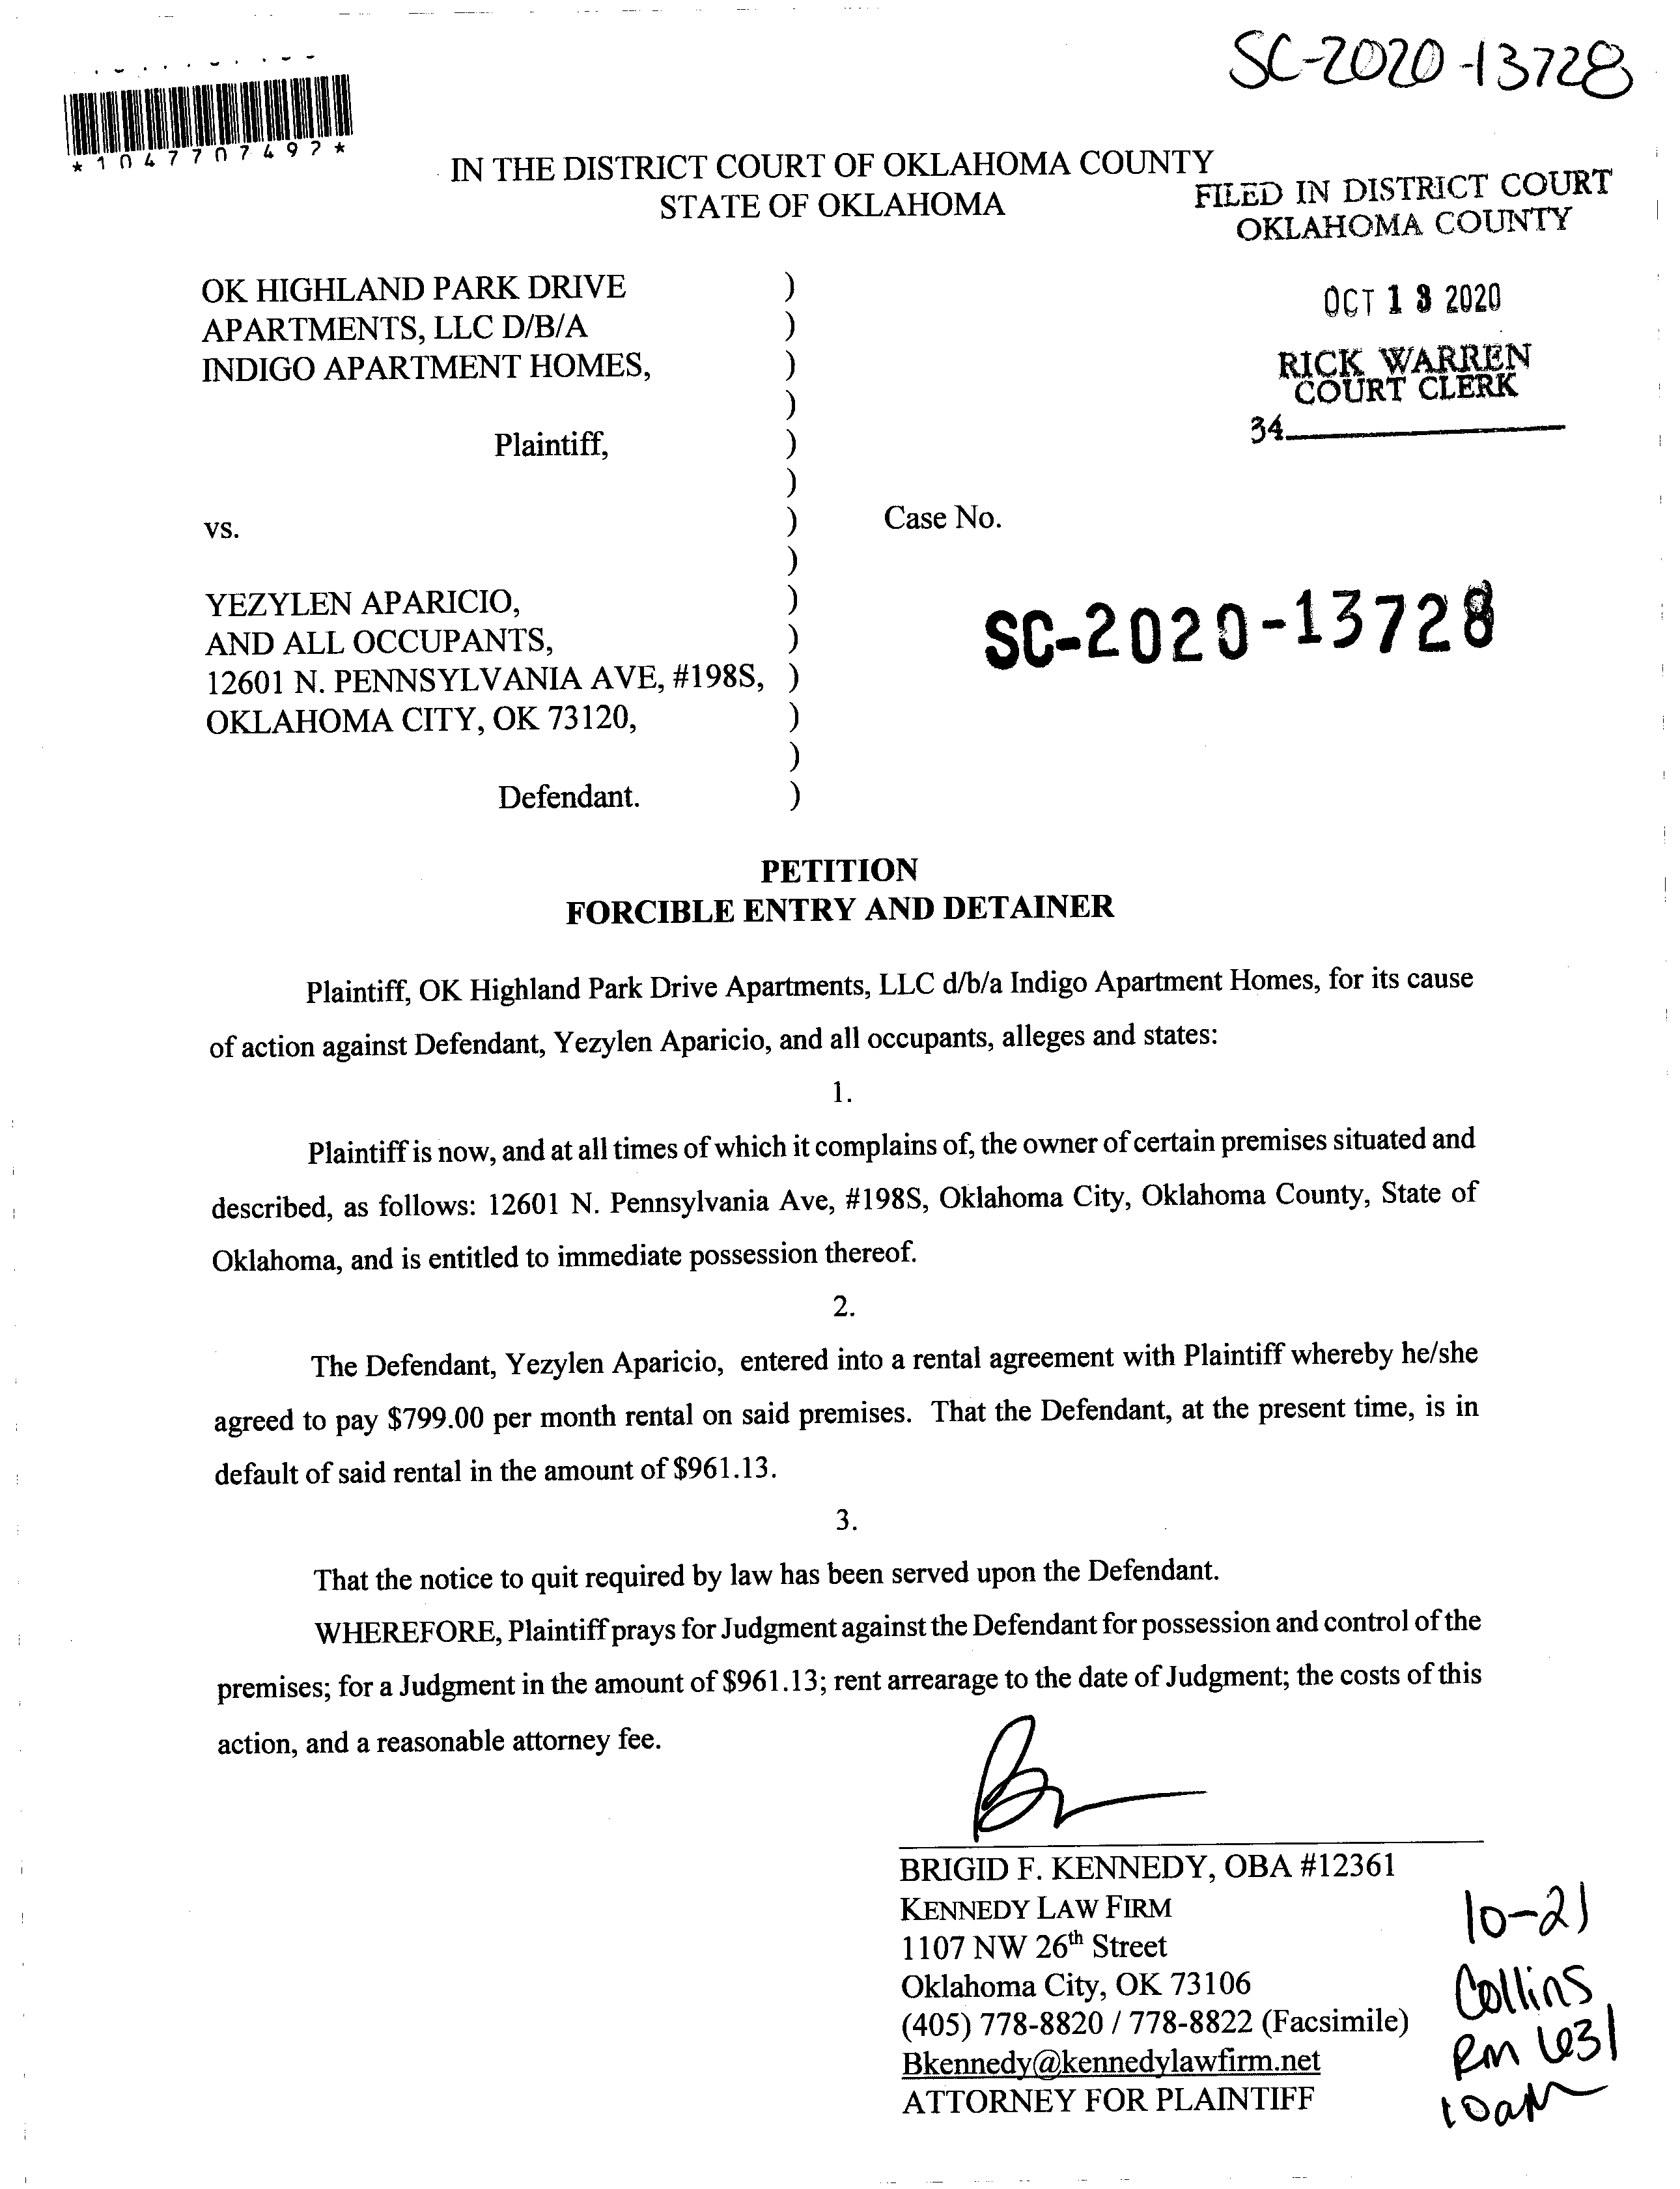 SC-2020-13728
*1047707492*
IN THE DISTRICT COURT OF OKLAHOMA COUNTY
STATE OF OKLAHOMA
FILED IN DISTRICT COURT
OKLAHOMA COUNTY
OCT 13 2020
RICK WARREN
COURT CLERK
34
OK HIGHLAND PARK DRIVE )
APARTMENTS, LLC D/B/A )
INDIGO APARTMENT HOMES, )
)
Plaintiff, )
)
vs. ) Case No.
)
YEZYLEN APARICIO, )
AND ALL OCCUPANTS, )
12601 N. PENNSYLVANIA AVE, #198S, )
OKLAHOMA CITY, OK 73120, )
)
Defendant. )
SC-2020-13728
PETITION
FORCIBLE ENTRY AND DETAINER
Plaintiff, OK Highland Park Drive Apartments, LLC d/b/a Indigo Apartment Homes, for its cause
of action against Defendant, Yezylen Aparicio, and all occupants, alleges and states:
1.
Plaintiff is now, and at all times of which it complains of, the owner of certain premises situated and
described, as follows: 12601 N. Pennsylvania Ave, #198S, Oklahoma City, Oklahoma County, State of
Oklahoma, and is entitled to immediate possession thereof.
2.
The Defendant, Yezylen Aparicio, entered into a rental agreement with Plaintiff whereby he/she
agreed to pay $799.00 per month rental on said premises. That the Defendant, at the present time, is in
default of said rental in the amount of $961.13.
3.
That the notice to quit required by law has been served upon the Defendant.
WHEREFORE, Plaintiff prays for Judgment against the Defendant for possession and control of the
premises; for a Judgment in the amount of $961.13; rent arrearage to the date of Judgment; the costs of this
action, and a reasonable attorney fee.
BRIGID F. KENNEDY, OBA #12361
KENNEDY LAW FIRM
1107 NW 26th Street
Oklahoma City, OK 73106
(405) 778-8820 / 778-8822 (Facsimile)
Bkennedy@kennedylawfirm.net
ATTORNEY FOR PLAINTIFF
10-21
Collins
Rm 631
10am